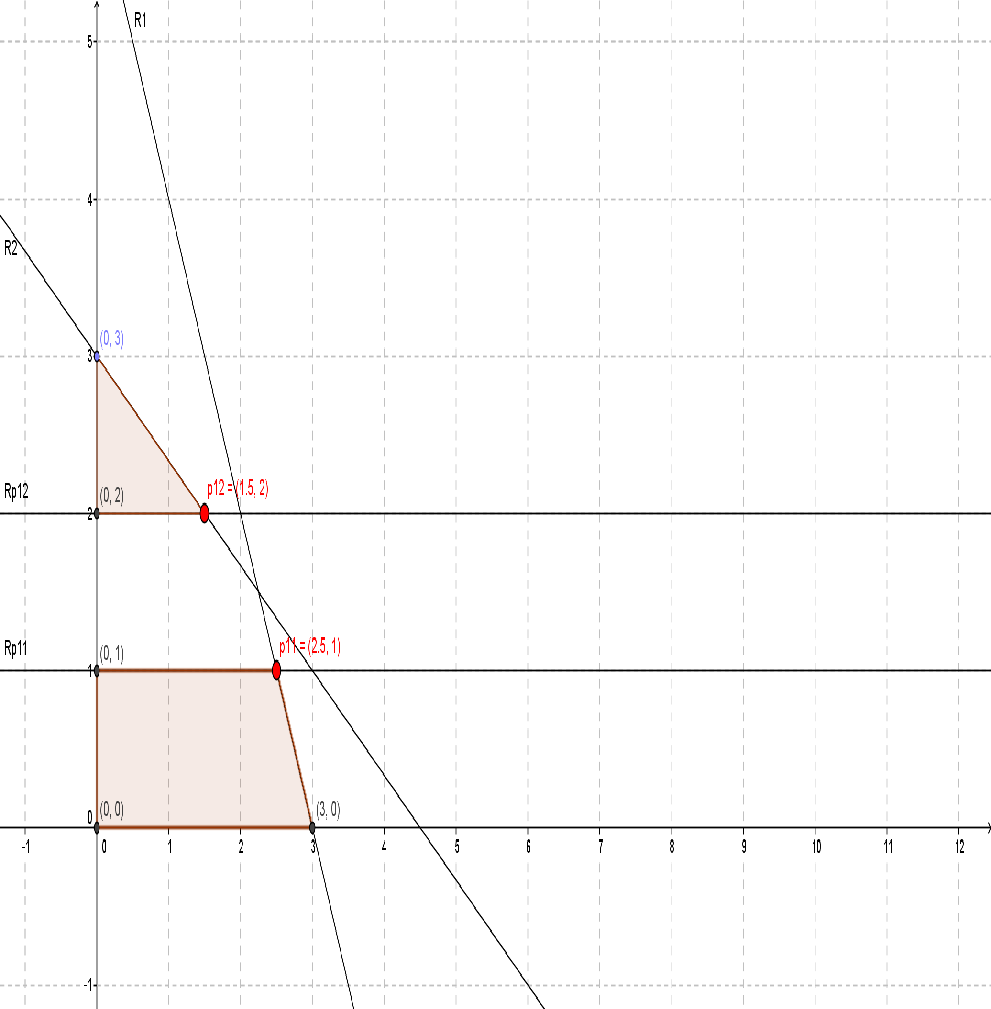 R1
5
4
R2
(0, 3)
3
Rp12
p12 = (1.5, 2)
(0, 2)
2
Rp11
p11 = (2.5, 1)
(0, 1)
1
(0, 0)
(3, 0)
0
-1 0 1 2 3 4 5 6 7 8 9 10 11 12
-1